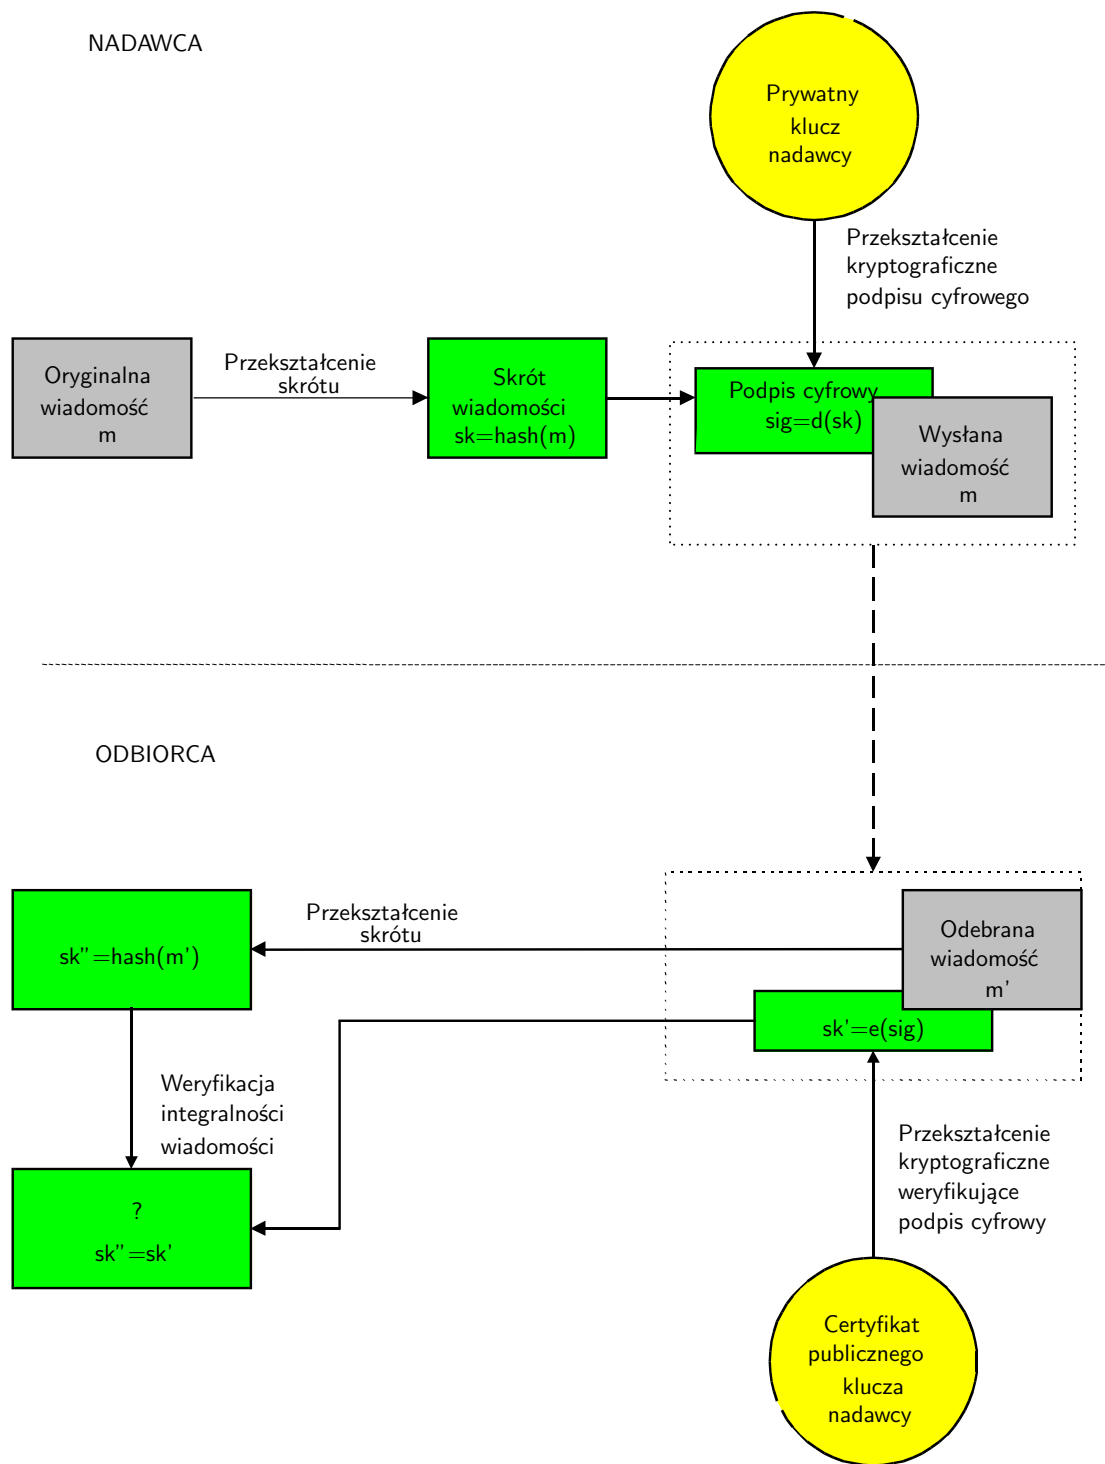 NADAWCA
Prywatny
klucz
nadawcy
Przekształcenie
kryptograficzne
podpisu cyfrowego
Oryginalna
wiadomość
m
Przekształcenie
skrótu
Skrót
wiadomości
sk=hash(m)
Podpis cyfrowy
sig=d(sk)
Wysłana
wiadomość
m
ODBIORCA
sk"=hash(m')
Przekształcenie
skrótu
Odebrana
wiadomość
m'
sk'=e(sig)
Weryfikacja
integralności
wiadomości
Przekształcenie
kryptograficzne
weryfikujące
podpis cyfrowy
?
sk"=sk'
Certyfikat
publicznego
klucza
nadawcy